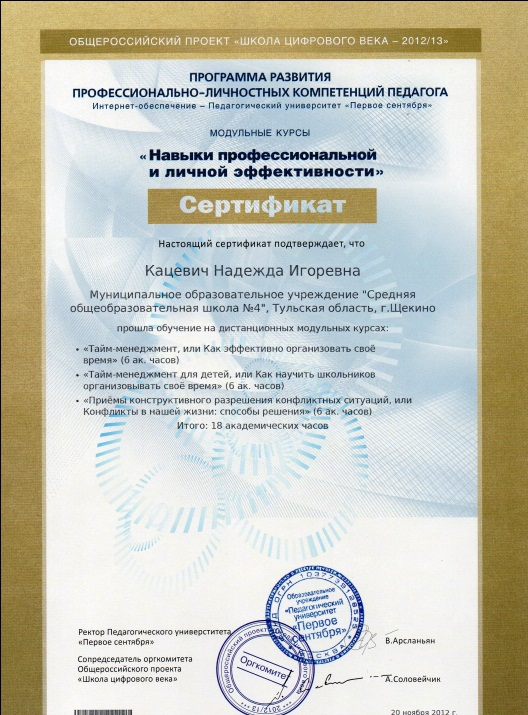 ОБЩЕРОССИЙСКИЙ ПРОЕКТ «ШКОЛА ЦИФРОВОГО ВЕКА – 2012/13»
ПРОГРАММА РАЗВИТИЯ
ПРОФЕССИОНАЛЬНО-ЛИЧНОСТНЫХ КОМПЕТЕНЦИЙ ПЕДАГОГА
Интернет-обеспечение – Педагогический университет «Первое сентября»
МОДУЛЬНЫЕ КУРСЫ
«Навыки профессиональной
и личной эффективности»
Сертификат
Настоящий сертификат подтверждает, что
Кацевич Надежда Игоревна
Муниципальное образовательное учреждение "Средняя
общеобразовательная школа №4", Тульская область, г.Щекино
прошла обучение на дистанционных модульных курсах:
• «Тайм-менеджмент, или Как эффективно организовать своё
время» (6 ак. часов)
• «Тайм-менеджмент для детей, или Как научить школьников
организовывать своё время» (6 ак. часов)
• «Приёмы конструктивного разрешения конфликтных ситуаций, или
Конфликты в нашей жизни: способы решения» (6 ак. часов)
Итого: 18 академических часов
Образовательное
учреждение
«Педагогический
университет
«Первое
сентября»
МОСКВА
ОГРН 1037739128525
Ректор Педагогического университета
«Первое сентября»
В.Арсланьян
Сопредседатель оргкомитета
Общероссийского проекта
«Школа цифрового века»
Оргкомитет
А.Соловейчик
20 ноября 2012 г.